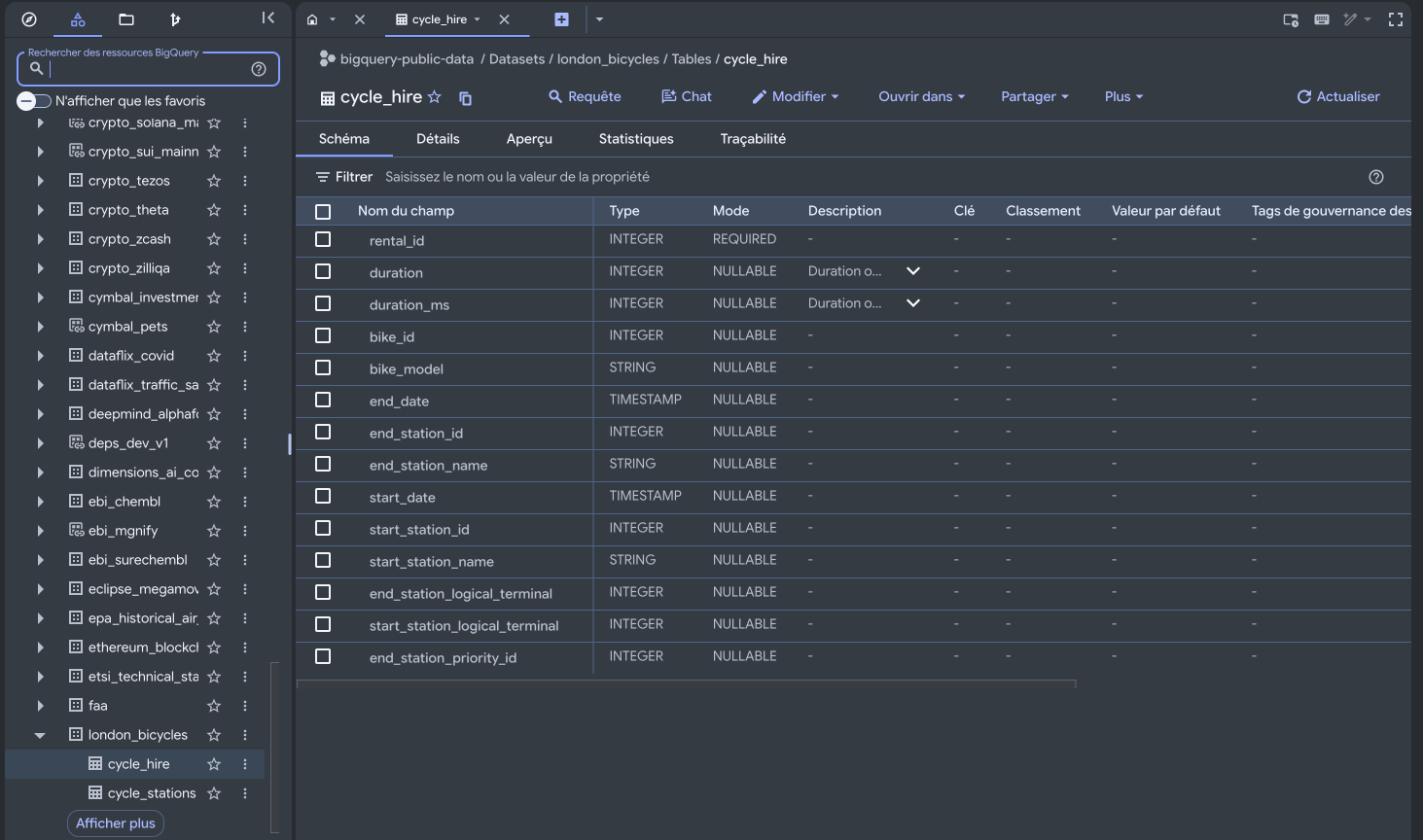 cycle_hire
Rechercher des ressources BigQuery
N'afficher que les favoris
crypto_solana_ma
crypto_sui_mainn
crypto_tezos
crypto_theta
crypto_zcash
crypto_zilliqa
cymbal_investmen
cymbal_pets
dataflix_covid
dataflix_traffic_sa
deepmind_alphafo
deps_dev_v1
dimensions_ai_co
ebi_chembl
ebi_mgnify
ebi_surechembl
eclipse_megamov
epa_historical_air_
ethereum_blockcl
etsi_technical_sta
faa
london_bicycles
cycle_hire
cycle_stations
Afficher plus
bigquery-public-data / Datasets / london_bicycles / Tables / cycle_hire
cycle_hire Requête Chat Modifier Ouvrir dans Partager Plus Actualiser
Schéma Détails Aperçu Statistiques Traçabilité
Filtrer Saisissez le nom ou la valeur de la propriété
Nom du champ Type Mode Description Clé Classement Valeur par défaut Tags de gouvernance des
rental_id INTEGER REQUIRED - - - - -
duration INTEGER NULLABLE Duration o... - - - -
duration_ms INTEGER NULLABLE Duration o... - - - -
bike_id INTEGER NULLABLE - - - - -
bike_model STRING NULLABLE - - - - -
end_date TIMESTAMP NULLABLE - - - - -
end_station_id INTEGER NULLABLE - - - - -
end_station_name STRING NULLABLE - - - - -
start_date TIMESTAMP NULLABLE - - - - -
start_station_id INTEGER NULLABLE - - - - -
start_station_name STRING NULLABLE - - - - -
end_station_logical_terminal INTEGER NULLABLE - - - - -
start_station_logical_terminal INTEGER NULLABLE - - - - -
end_station_priority_id INTEGER NULLABLE - - - - -